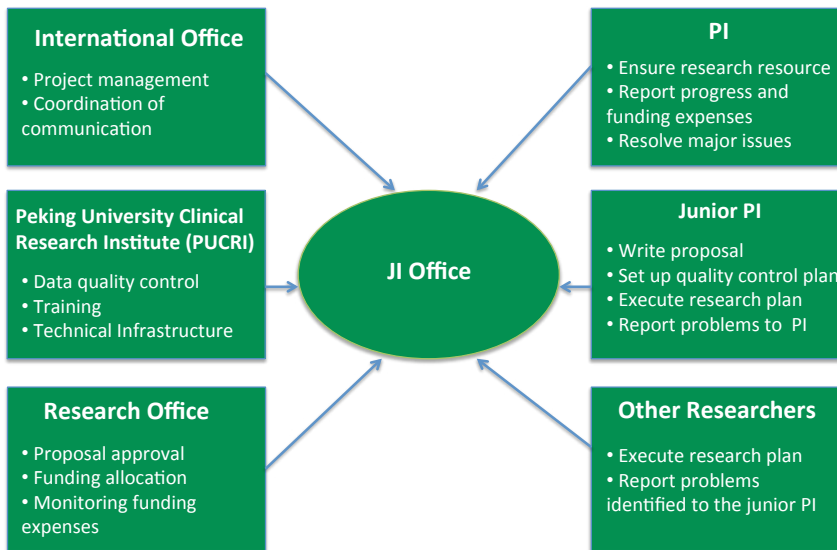 International Office
• Project management
• Coordination of
communication
PI
• Ensure research resource
• Report progress and
funding expenses
• Resolve major issues
Peking University Clinical
Research Institute (PUCRI)
• Data quality control
• Training
• Technical Infrastructure
JI Office
Junior PI
• Write proposal
• Set up quality control plan
• Execute research plan
• Report problems to PI
Research Office
• Proposal approval
• Funding allocation
• Monitoring funding
expenses
Other Researchers
• Execute research plan
• Report problems
identified to the junior PI